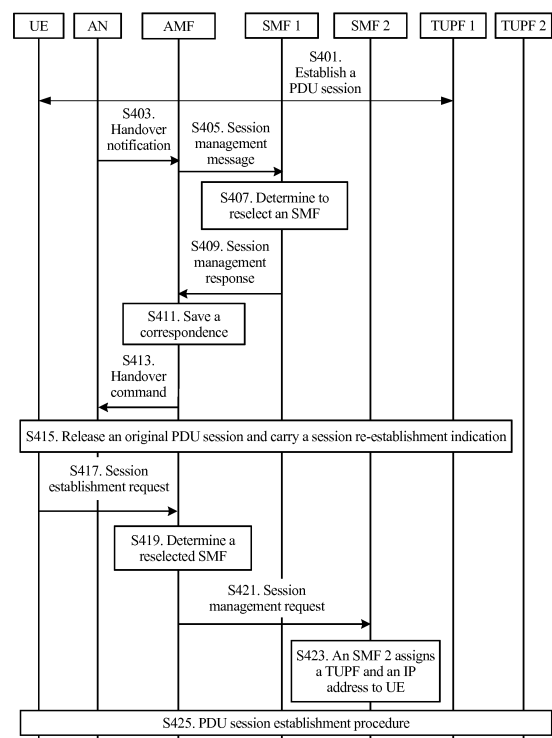 UE AN AMF SMF 1 SMF 2 TUPF 1 TUPF 2
S401.
Establish a
PDU session
S403.
Handover
notification
S405. Session
management
message
S407. Determine to
reselect an SMF
S409. Session
management
response
S411. Save a
correspondence
S413.
Handover
command
S415. Release an original PDU session and carry a session re-establishment indication
S417. Session
establishment request
S419. Determine a
reselected SMF
S421. Session
management request
S423. An SMF 2 assigns
a TUPF and an IP
address to UE
S425. PDU session establishment procedure